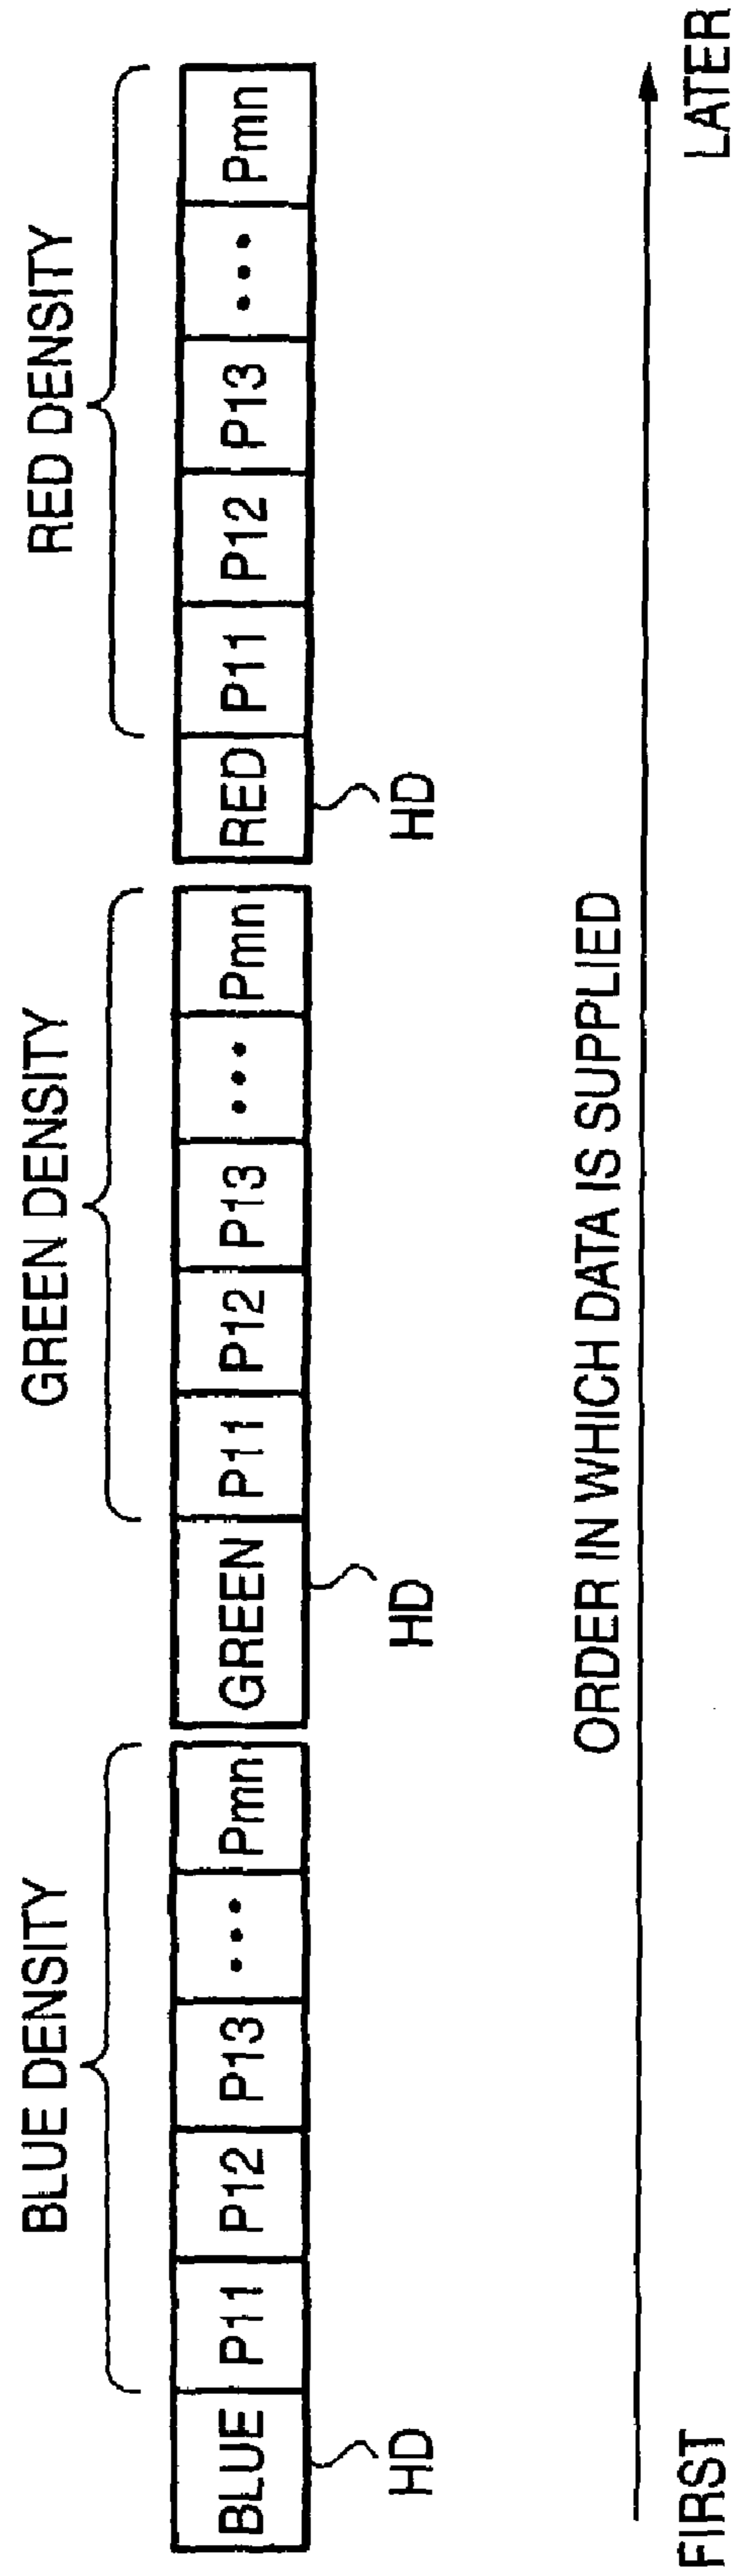 BLUE DENSITY GREEN DENSITY RED DENSITY
BLUE P11 P12 P13 ... Pmn GREEN P11 P12 P13 ... Pmn RED P11 P12 P13 ... Pmn
HD HD HD
ORDER IN WHICH DATA IS SUPPLIED
FIRST LATER